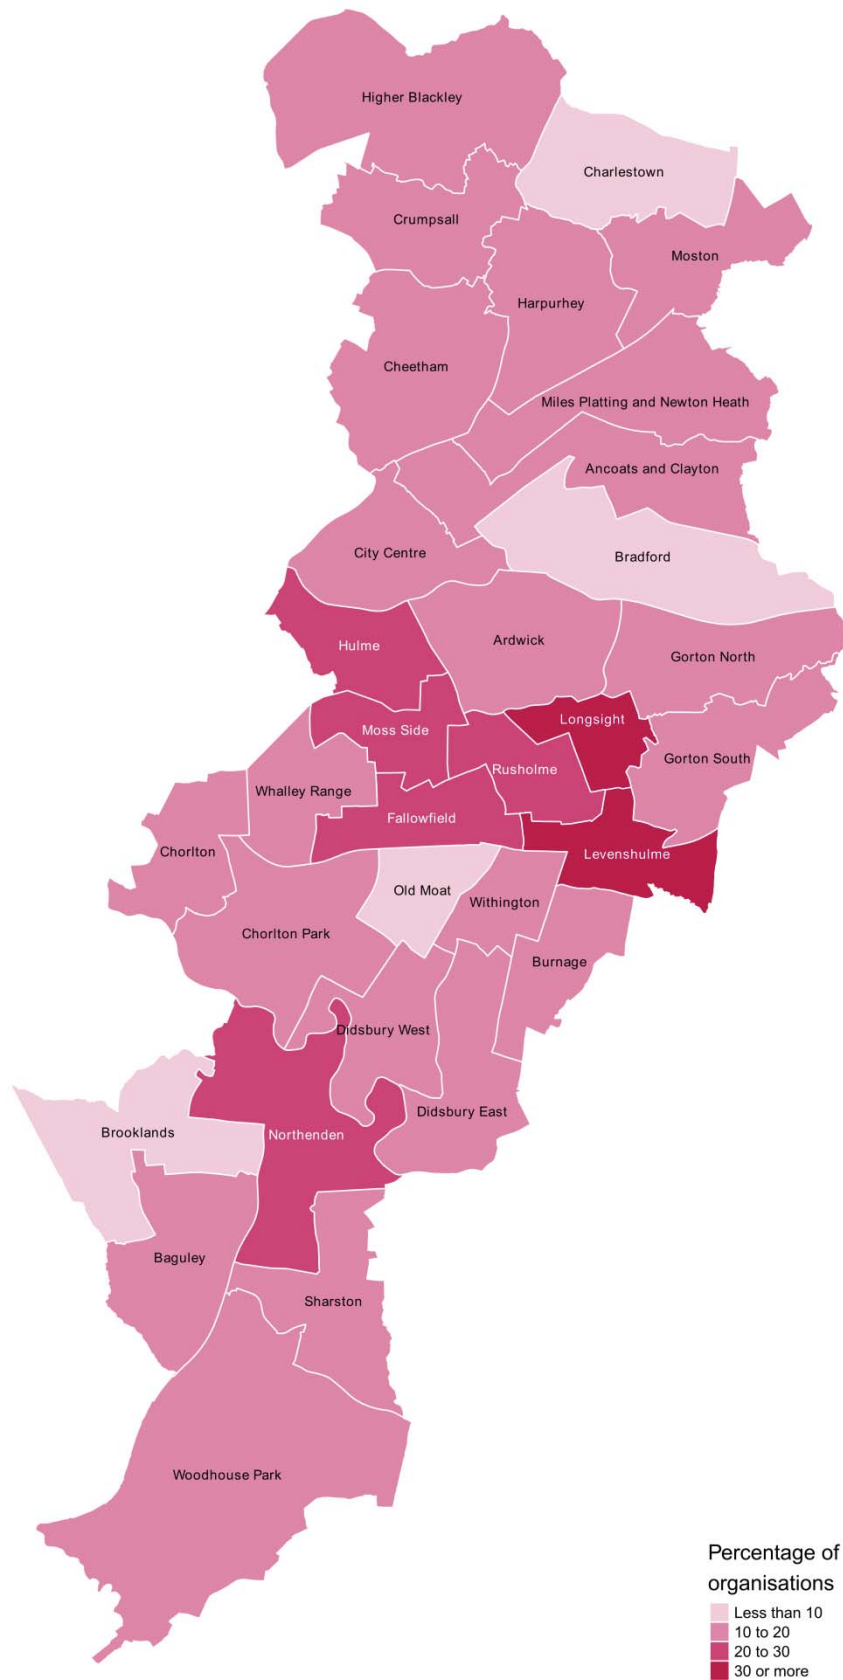 Higher Blackley
Charlestown
Crumpsall
Moston
Harpurhey
Cheetham
Miles Platting and Newton Heath
Ancoats and Clayton
City Centre
Bradford
Hulme
Ardwick
Gorton North
Longsight
Moss Side
Gorton South
Rusholme
Whalley Range
Fallowfield
Chorlton
Levenshulme
Old Moat
Withington
Chorlton Park
Burnage
Didsbury West
Didsbury East
Brooklands
Northenden
Baguley
Sharston
Woodhouse Park
Percentage of
organisations
Less than 10
10 to 20
20 to 30
30 or more